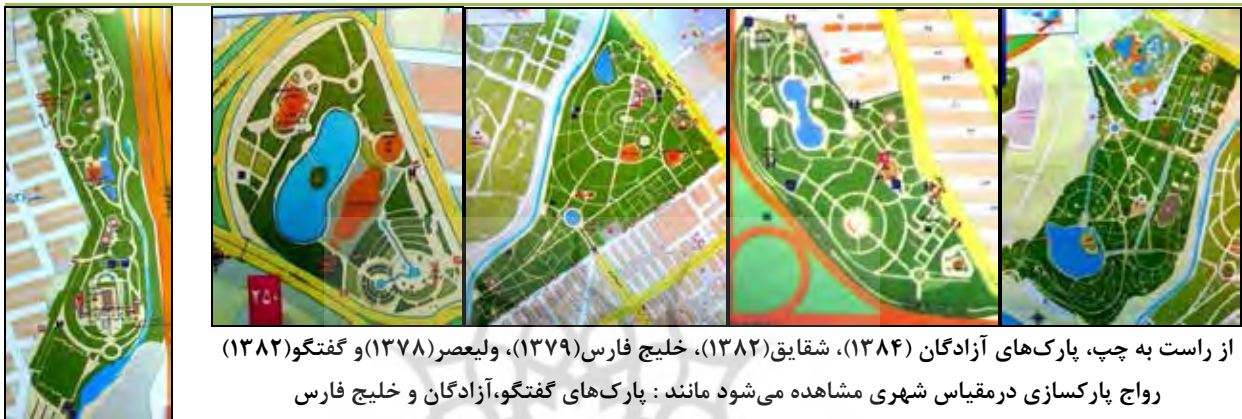 ۲۵۰
از راست به چپ، پارک‌های آزادگان (۱۳۸۴)، شقایق(۱۳۸۲)، خلیج فارس(۱۳۷۹)، ولیعصر(۱۳۷۸)و گفتگو(۱۳۸۲)
رواج پارکسازی درمقیاس شهری مشاهده می‌شود مانند : پارک‌های گفتگو،آزادگان و خلیج فارس